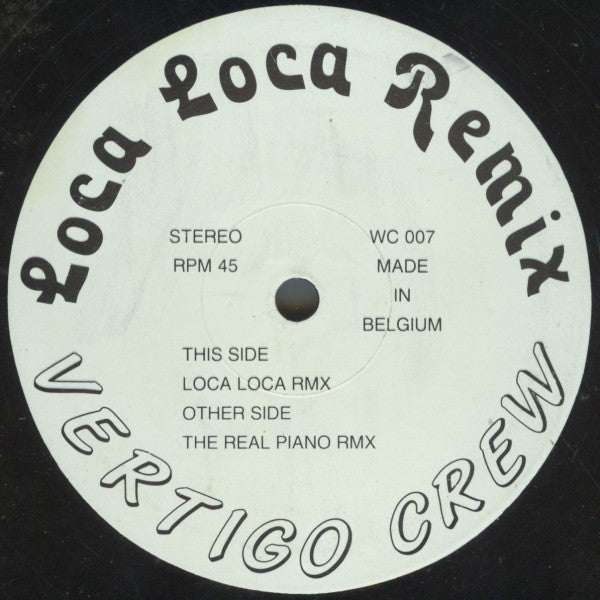 Loca Loca Remix
STEREO
RPM 45
WC 007
MADE
IN
BELGIUM
THIS SIDE
LOCA LOCA RMX
OTHER SIDE
THE REAL PIANO RMX
VERTIGO CREW